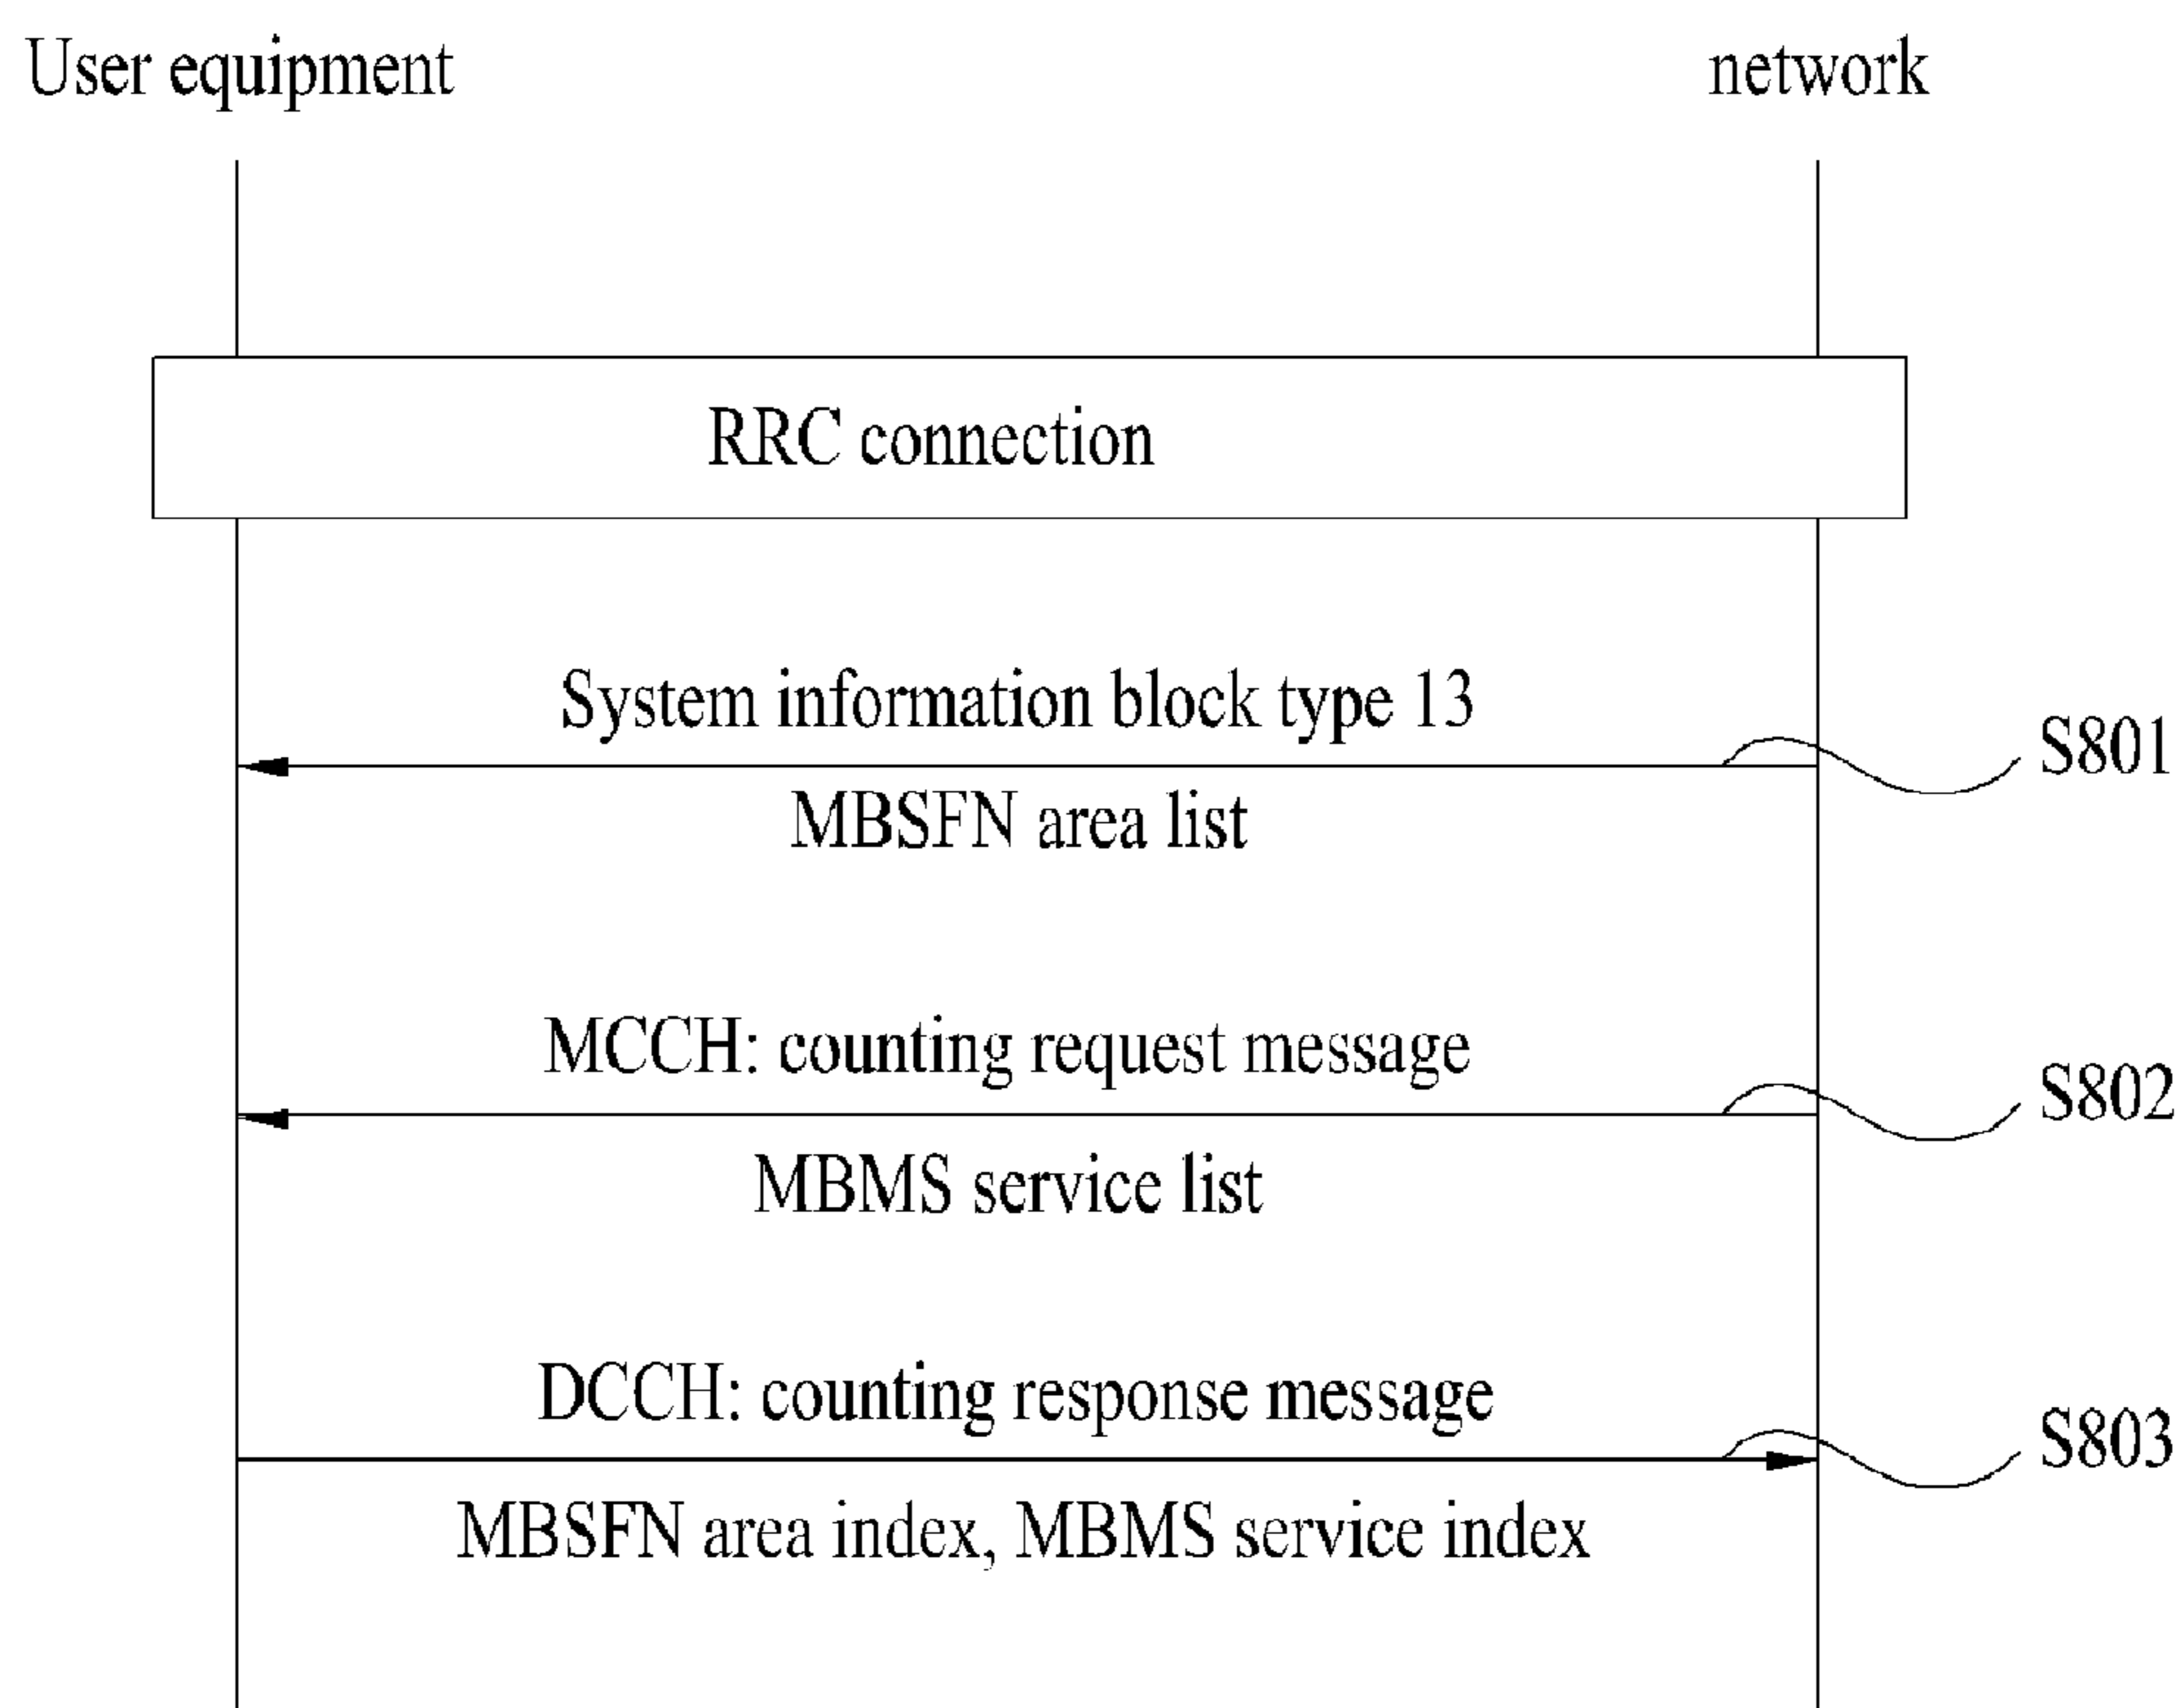 User equipment
network
RRC connection
System information block type 13
S801
MBSFN area list
MCCH: counting request message
S802
MBMS service list
DCCH: counting response message
S803
MBSFN area index, MBMS service index